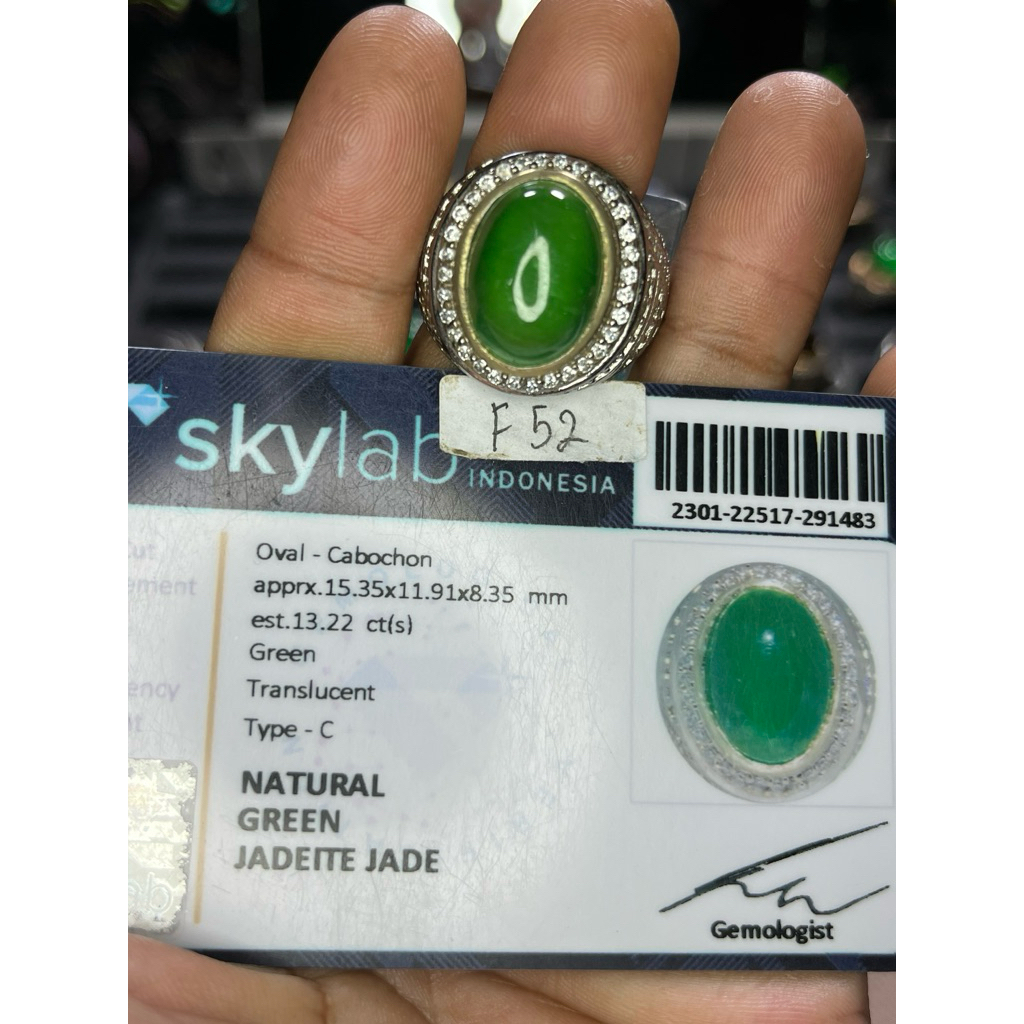 F 52
skylab
INDONESIA
2301-22517-291483
Oval - Cabochon
apprx.15.35x11.91x8.35 mm
est.13.22 ct(s)
Green
Translucent
Type - C
NATURAL
GREEN
JADEITE JADE
Gemologist